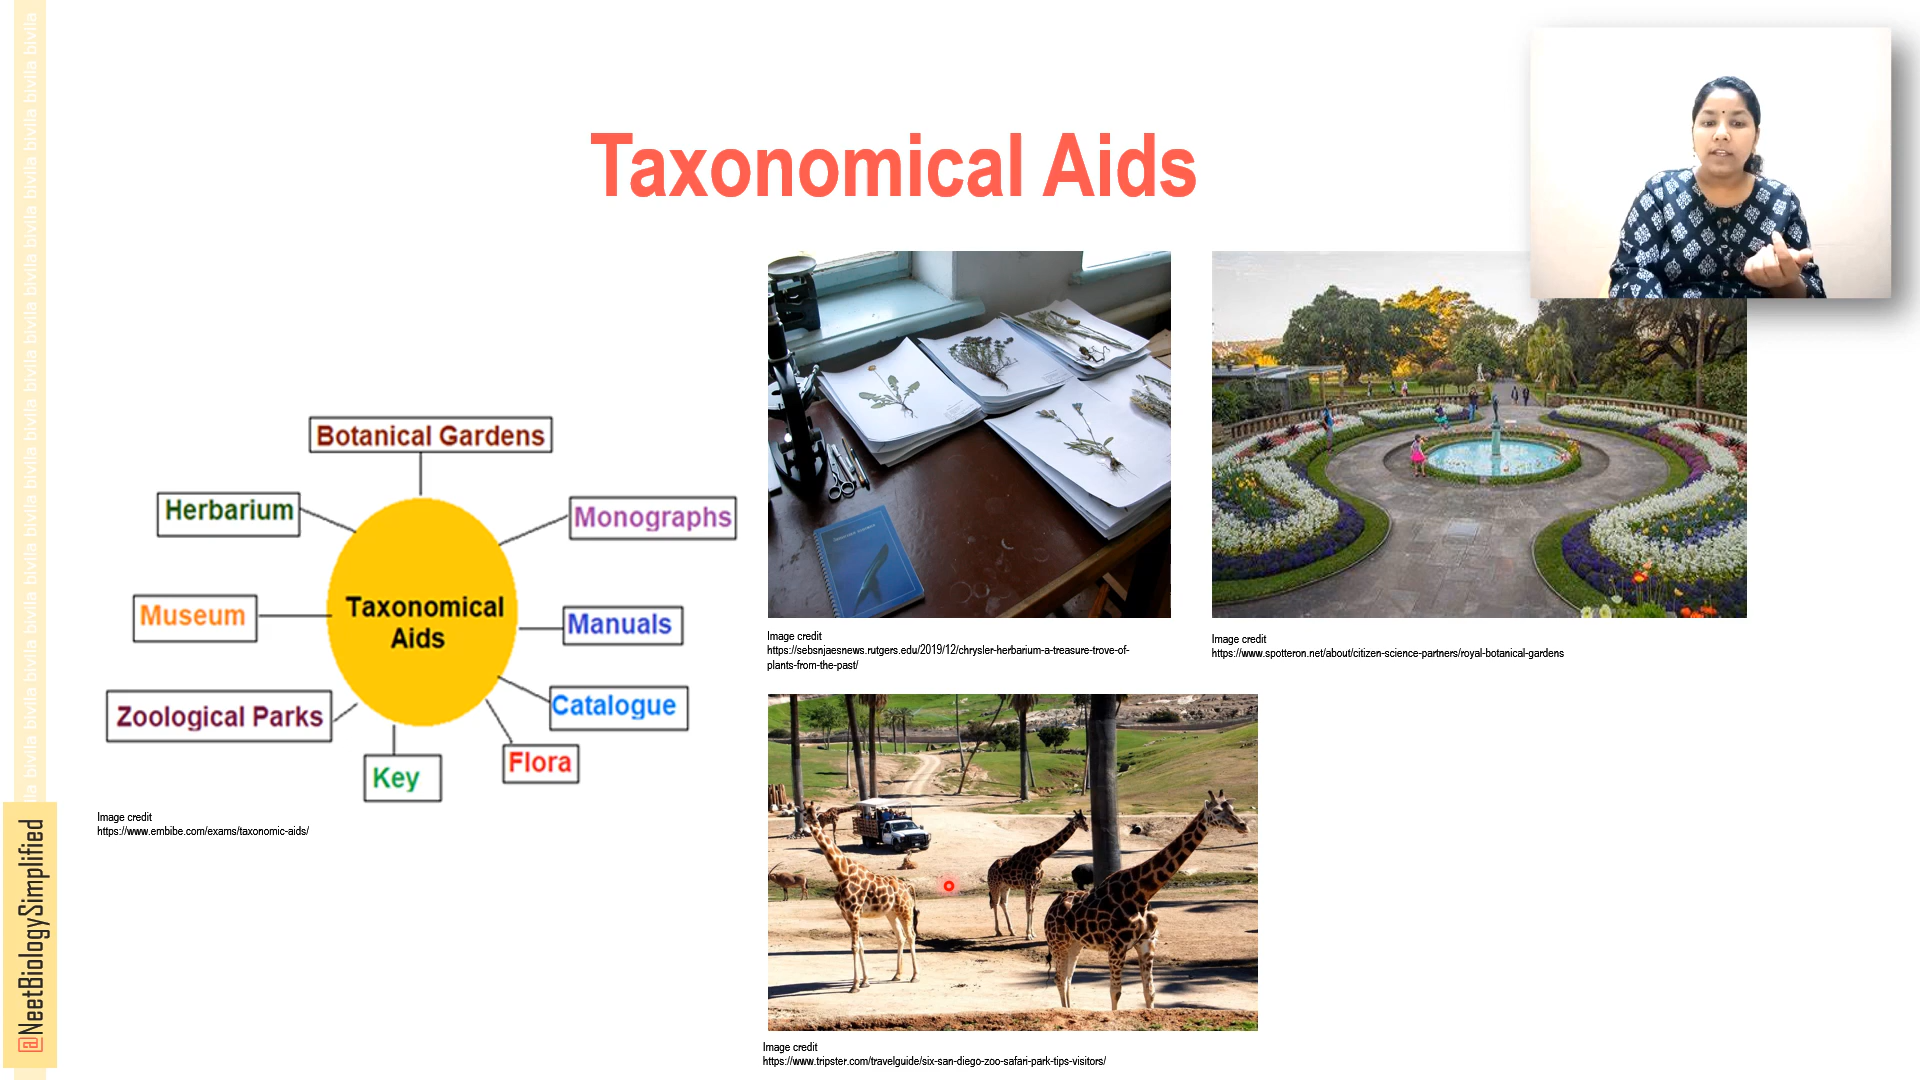 Taxonomical Aids
Botanical Gardens
Herbarium
Monographs
Museum
Taxonomical
Aids
Manuals
Zoological Parks
Catalogue
Key
Flora
Image credit
https://www.embibe.com/exams/taxonomic-aids/
Image credit
https://sebsnjaesnews.rutgers.edu/2019/12/chrysler-herbarium-a-treasure-trove-of-
plants-from-the-past/
Image credit
https://www.spotteron.net/about/citizen-science-partners/royal-botanical-gardens
Image credit
https://www.tripster.com/travelguide/six-san-diego-zoo-safari-park-tips-visitors/
@NeetBiologySimplified